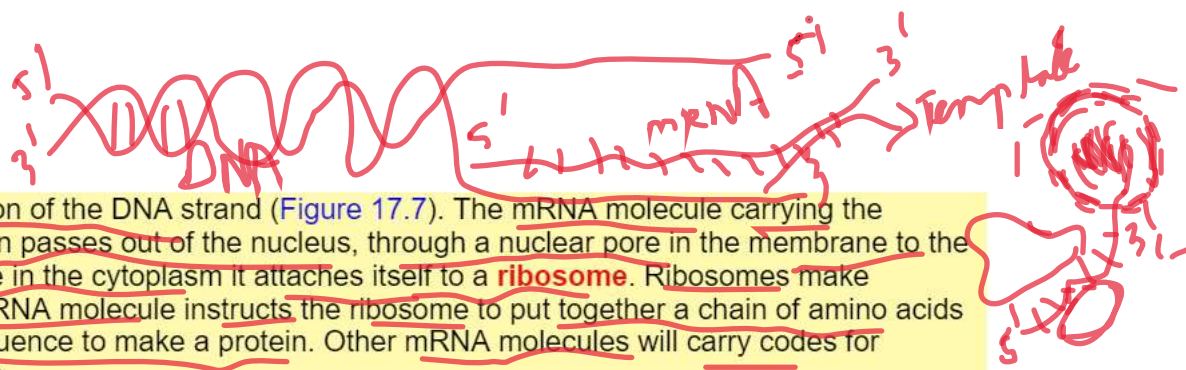 5' 5' 3'
3' 5' mRNA Template
DNA 3'
on of the DNA strand (Figure 17.7). The mRNA molecule carrying the
n passes out of the nucleus, through a nuclear pore in the membrane to the
e in the cytoplasm it attaches itself to a ribosome. Ribosomes make
RNA molecule instructs the ribosome to put together a chain of amino acids
uence to make a protein. Other mRNA molecules will carry codes for
3'
5'